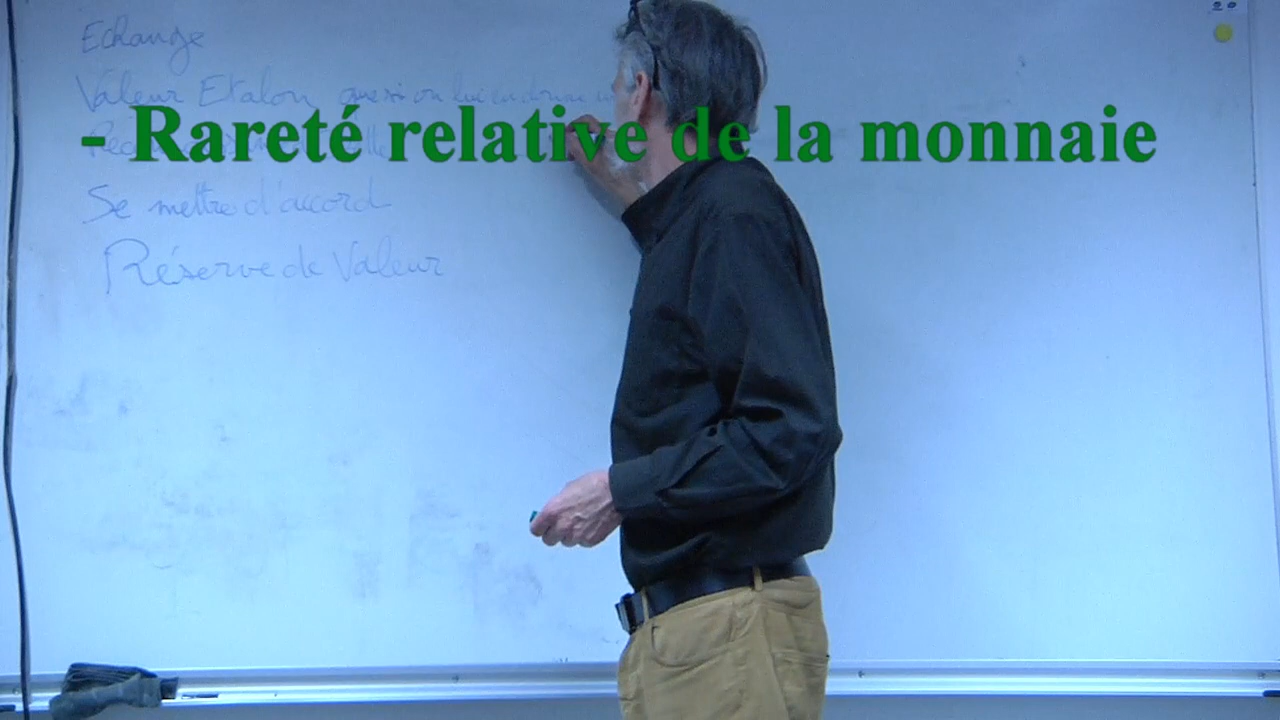 Echange
Valeur Etalon
- Rareté relative de la monnaie
Se mettre d'accord
Réserve de Valeur